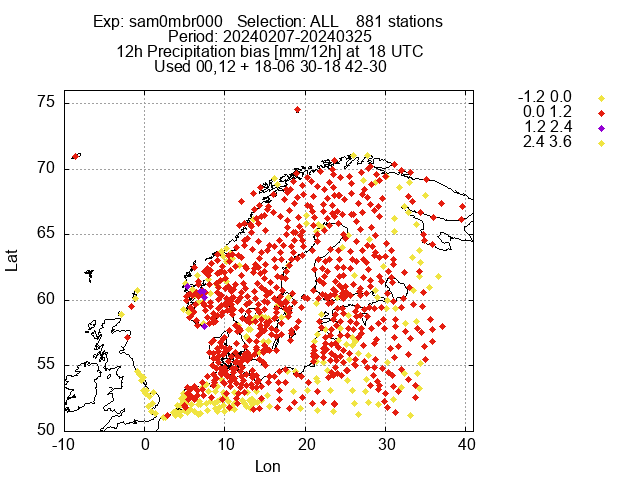 Exp: sam0mbr000   Selection: ALL    881 stations
Period: 20240207-20240325
12h Precipitation bias [mm/12h] at  18 UTC
Used 00,12 + 18-06 30-18 42-30
-1.2 0.0
0.0 1.2
1.2 2.4
2.4 3.6
75
70
65
60
55
50
Lat
-10 0 10 20 30 40
Lon